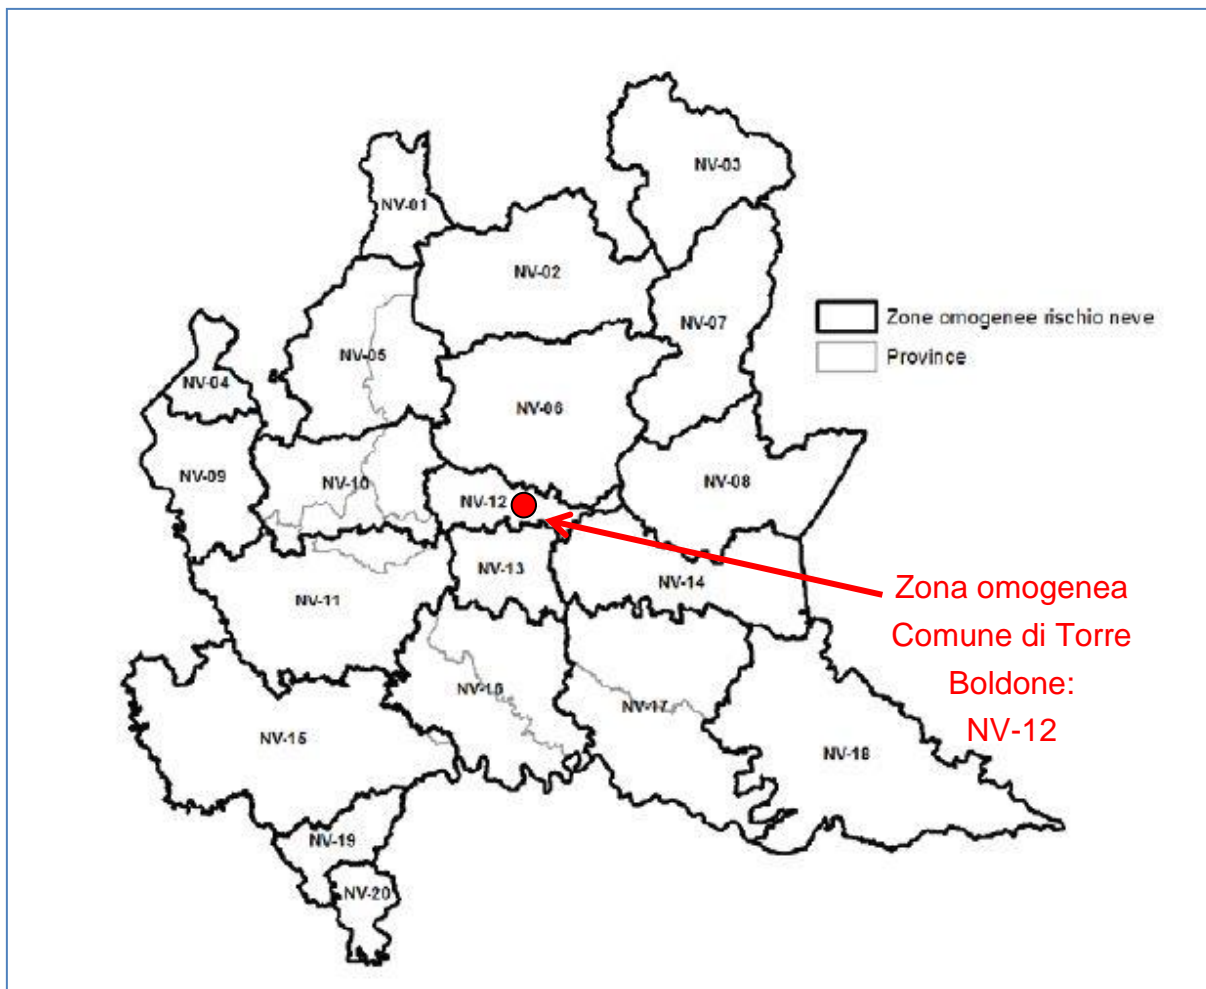 NV-03
NV-01
NV-02
NV-07
Zone omogenee rischio neve
Province
NV-05
NV-04
NV-06
NV-09
NV-10
NV-12
NV-08
NV-13
NV-14
NV-11
Zona omogenea
Comune di Torre
Boldone:
NV-12
NV-16
NV-17
NV-15
NV-18
NV-19
NV-20